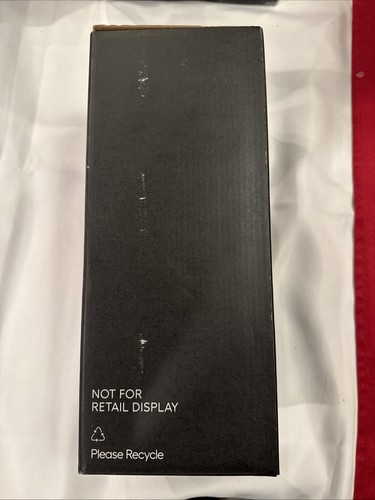 NOT FOR
RETAIL DISPLAY
Please Recycle